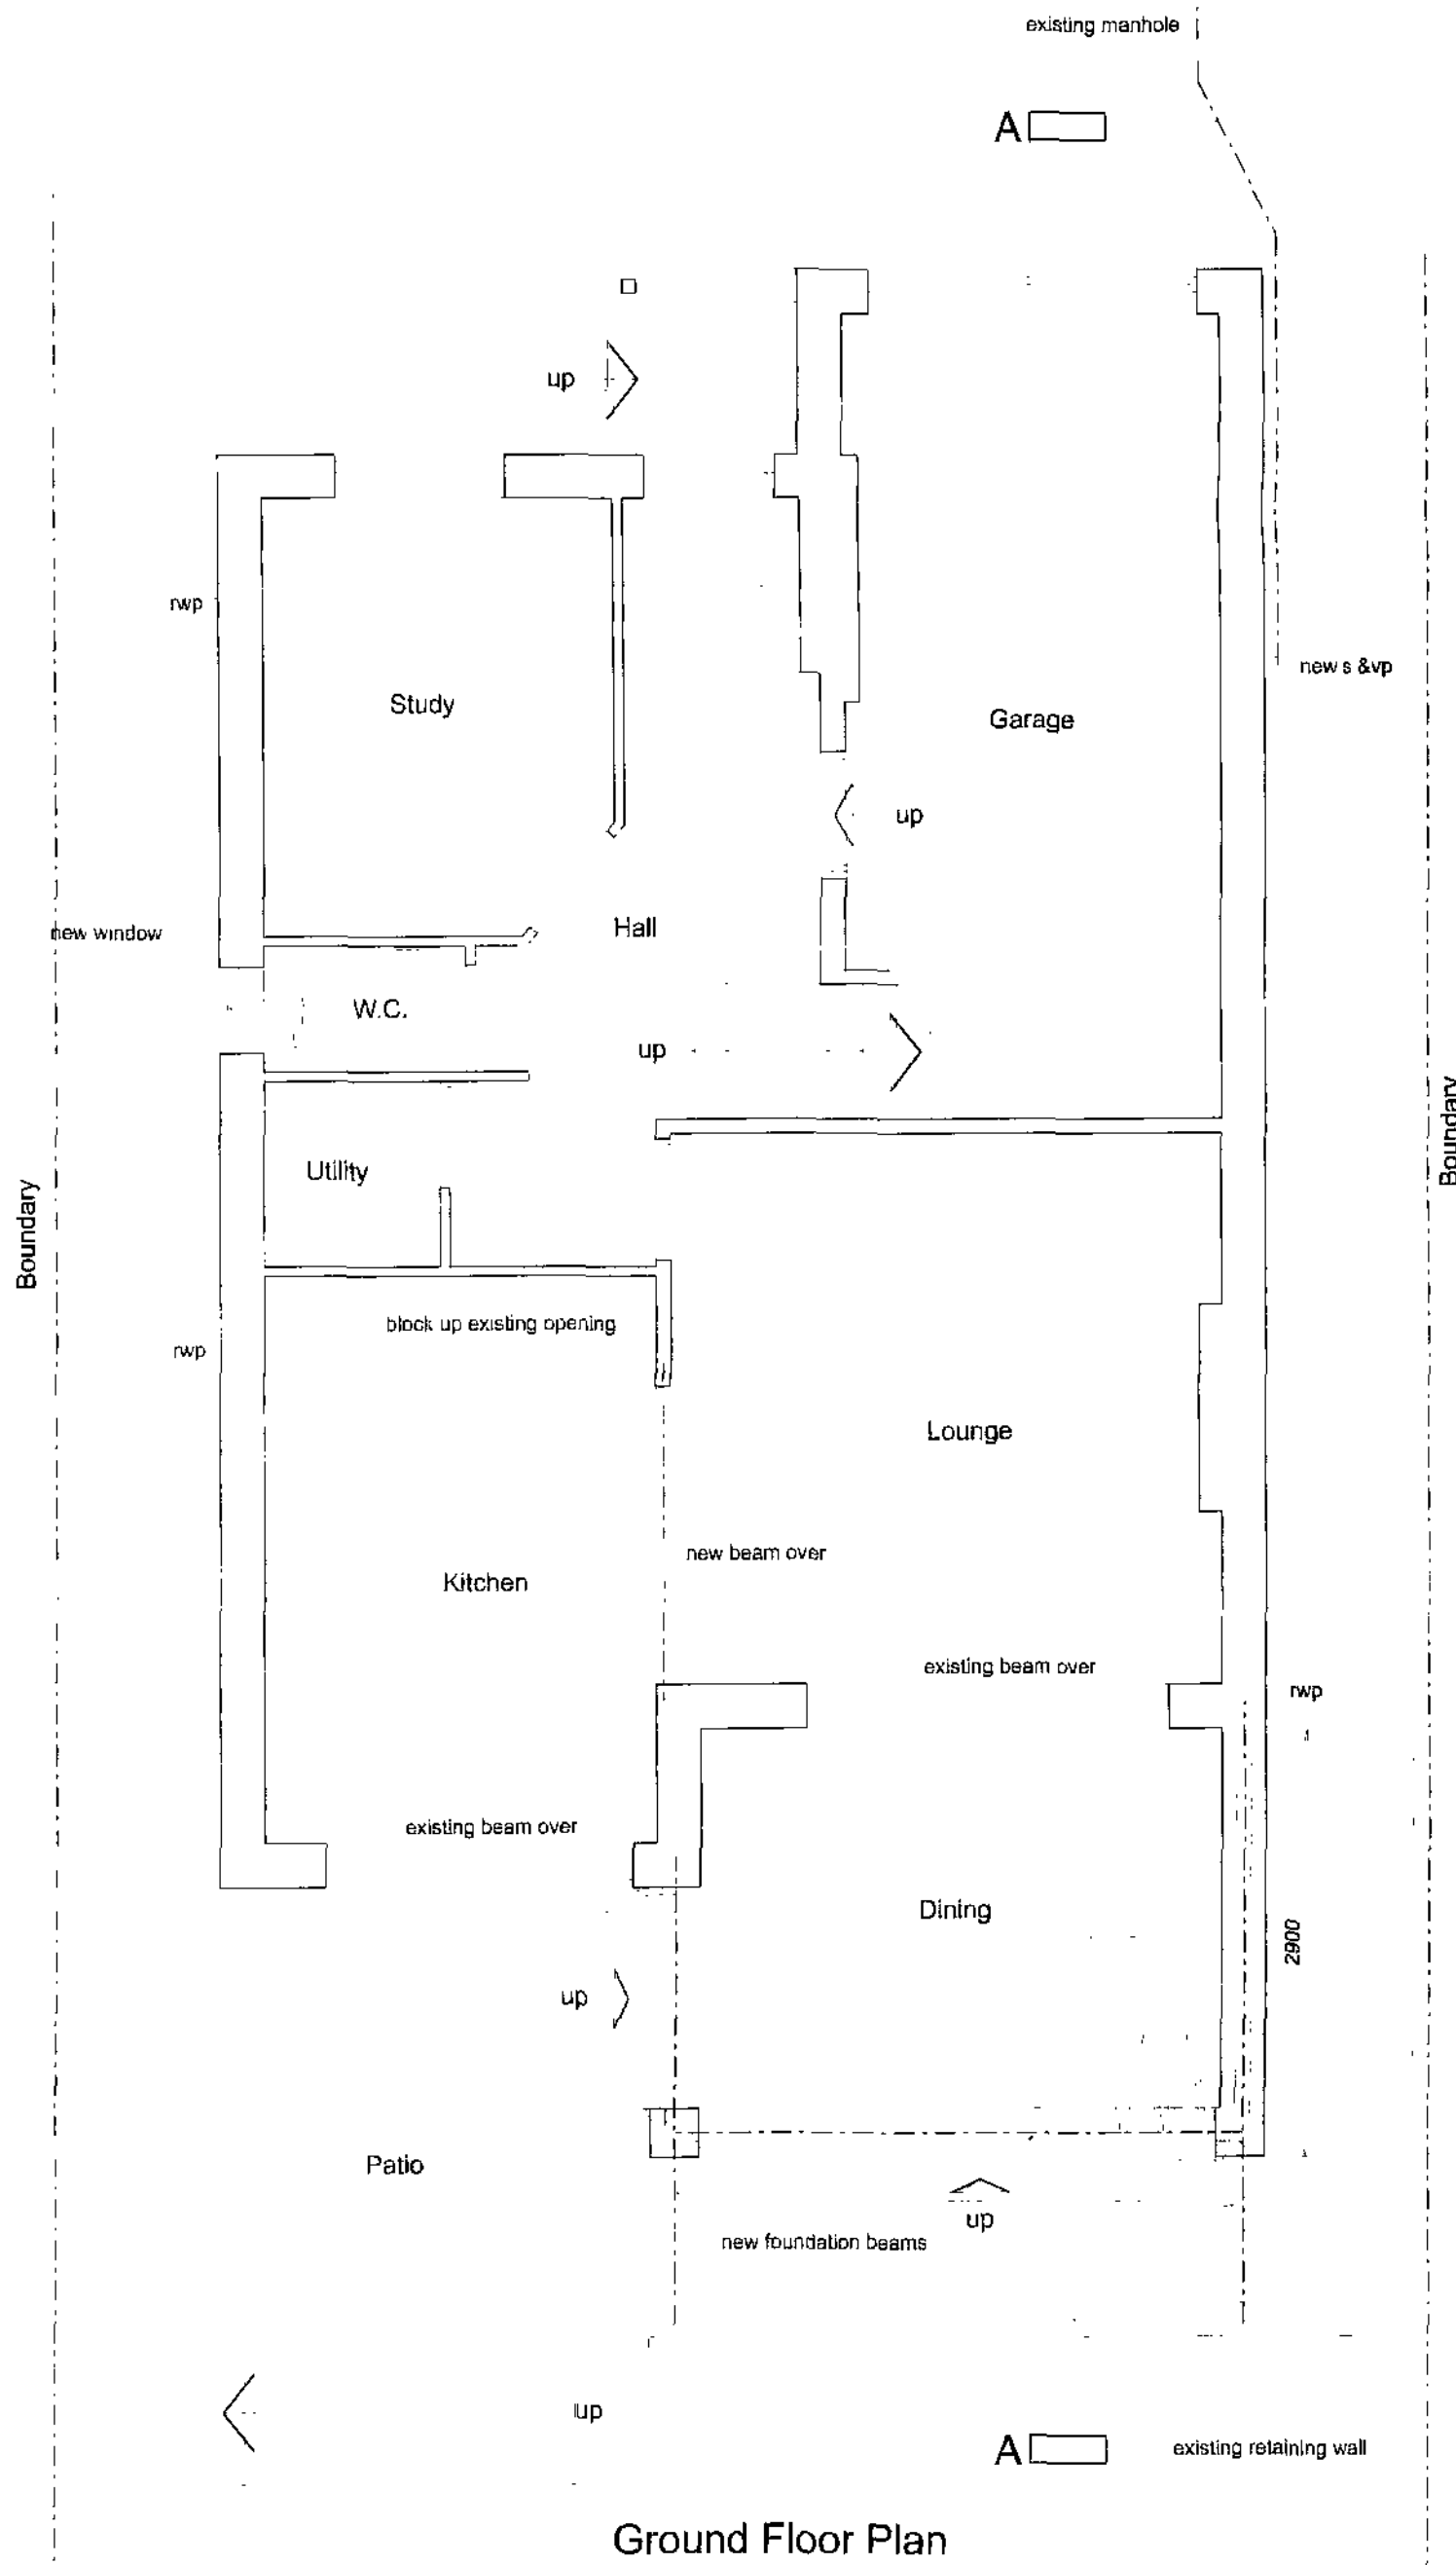 existing manhole
A
up
rwp
Study
new s &vp
Garage
up
new window
Hall
W.C.
up
Boundary
Boundary
Utility
block up existing opening
rwp
Lounge
new beam over
Kitchen
existing beam over
rwp
existing beam over
Dining
2900
up
Patio
up
new foundation beams
up
A
existing retaining wall
Ground Floor Plan